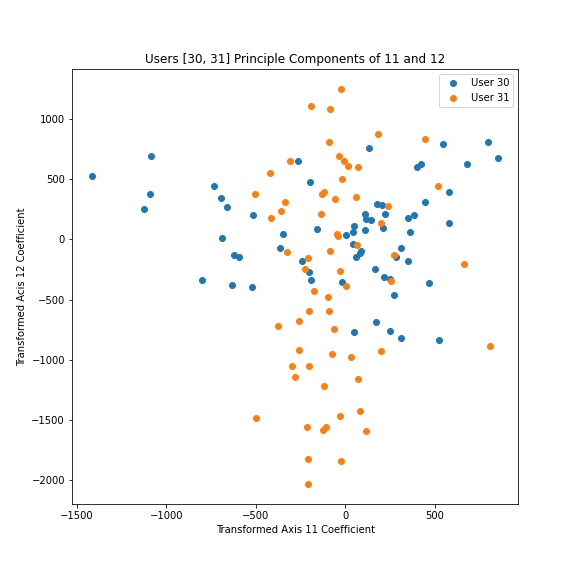 Users [30, 31] Principle Components of 11 and 12
User 30
User 31
Transformed Acis 12 Coefficient
1000
500
0
−500
−1000
−1500
−2000
−1500
−1000
−500
0
500
Transformed Axis 11 Coefficient